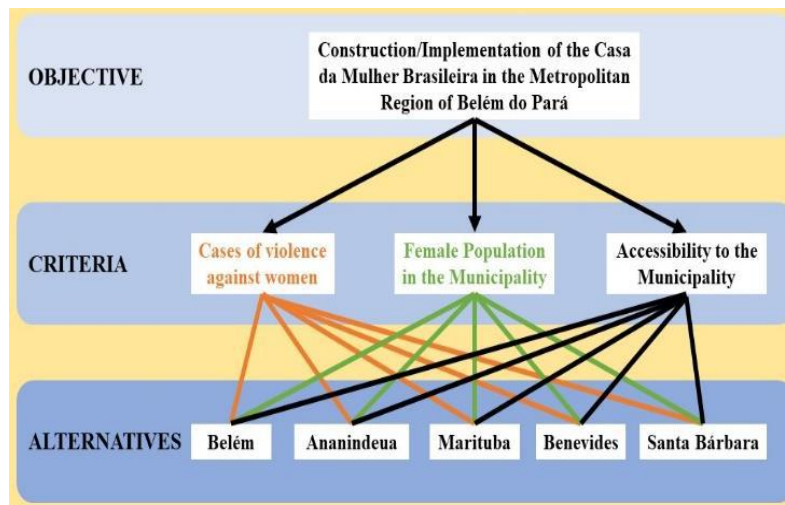 Construction/Implementation of the Casa
da Mulher Brasileira in the Metropolitan
Region of Belém do Pará
OBJECTIVE
Cases of violence
against women
Female Population
in the Municipality
Accessibility to the
Municipality
CRITERIA
ALTERNATIVES
Belém
Ananindeua
Marituba
Benevides
Santa Bárbara